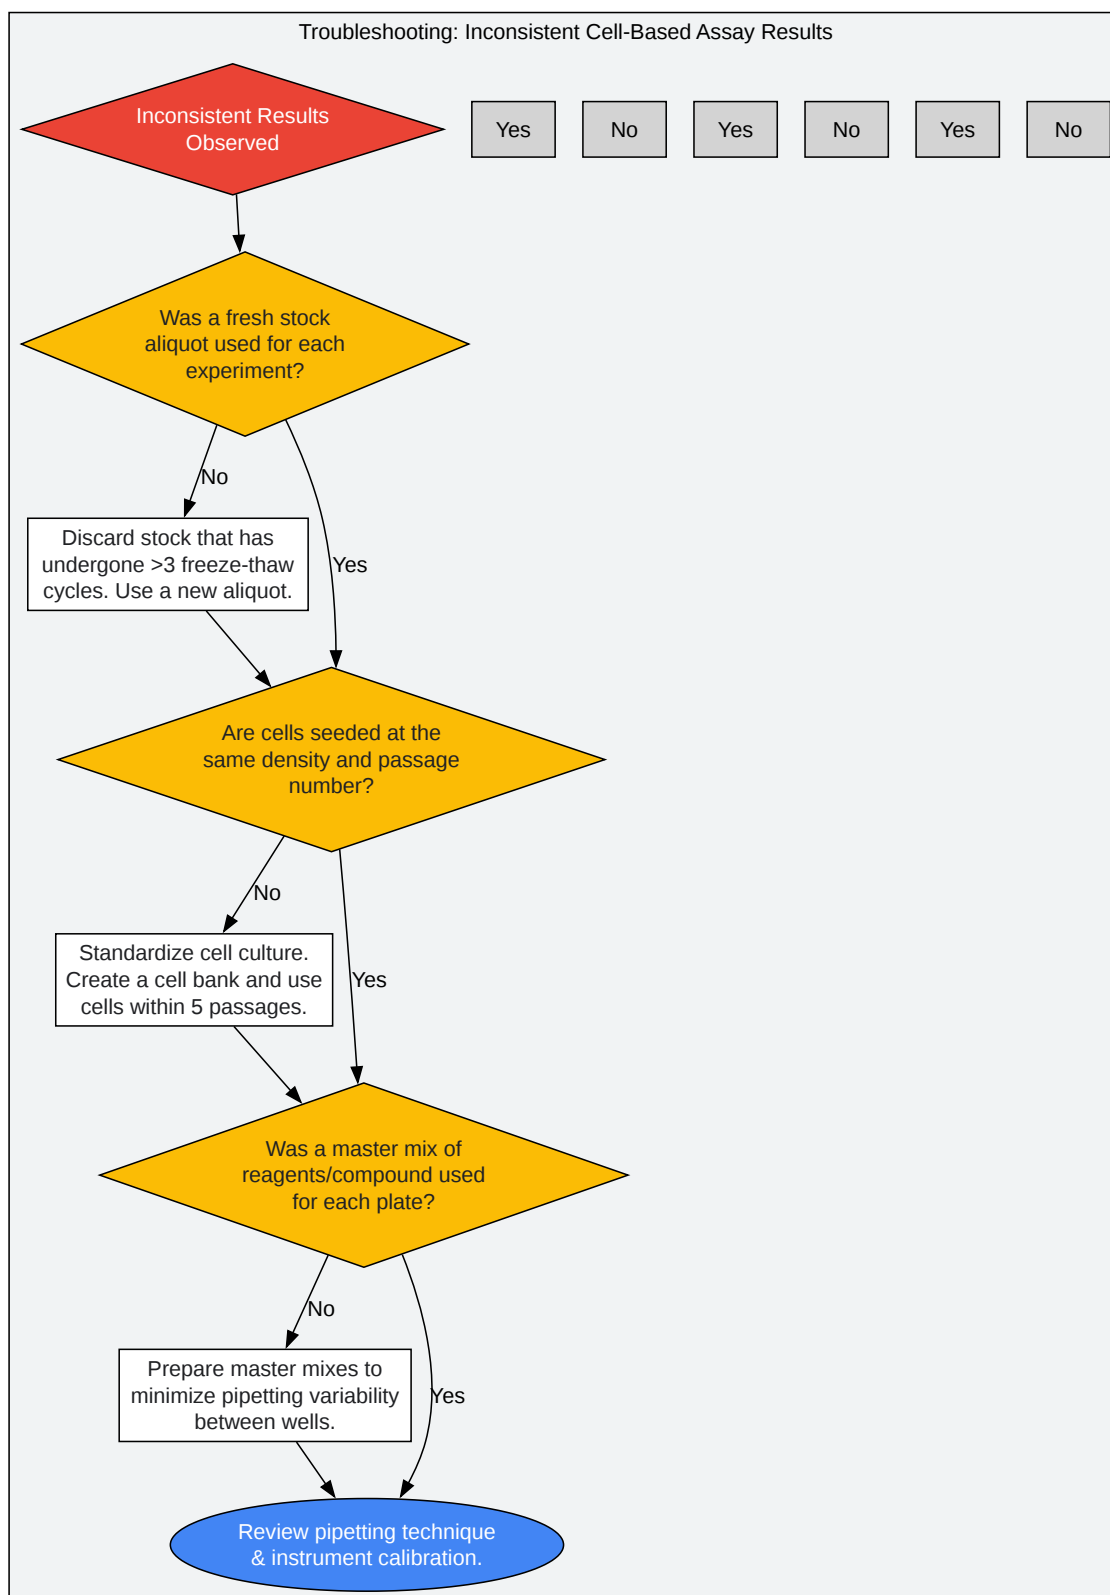 Troubleshooting: Inconsistent Cell-Based Assay Results
Inconsistent Results
Observed
Yes
No
Yes
No
Yes
No
Was a fresh stock
aliquot used for each
experiment?
No
Yes
Discard stock that has
undergone >3 freeze-thaw
cycles. Use a new aliquot.
Are cells seeded at the
same density and passage
number?
No
Yes
Standardize cell culture.
Create a cell bank and use
cells within 5 passages.
Was a master mix of
reagents/compound used
for each plate?
No
Yes
Prepare master mixes to
minimize pipetting variability
between wells.
Review pipetting technique
& instrument calibration.